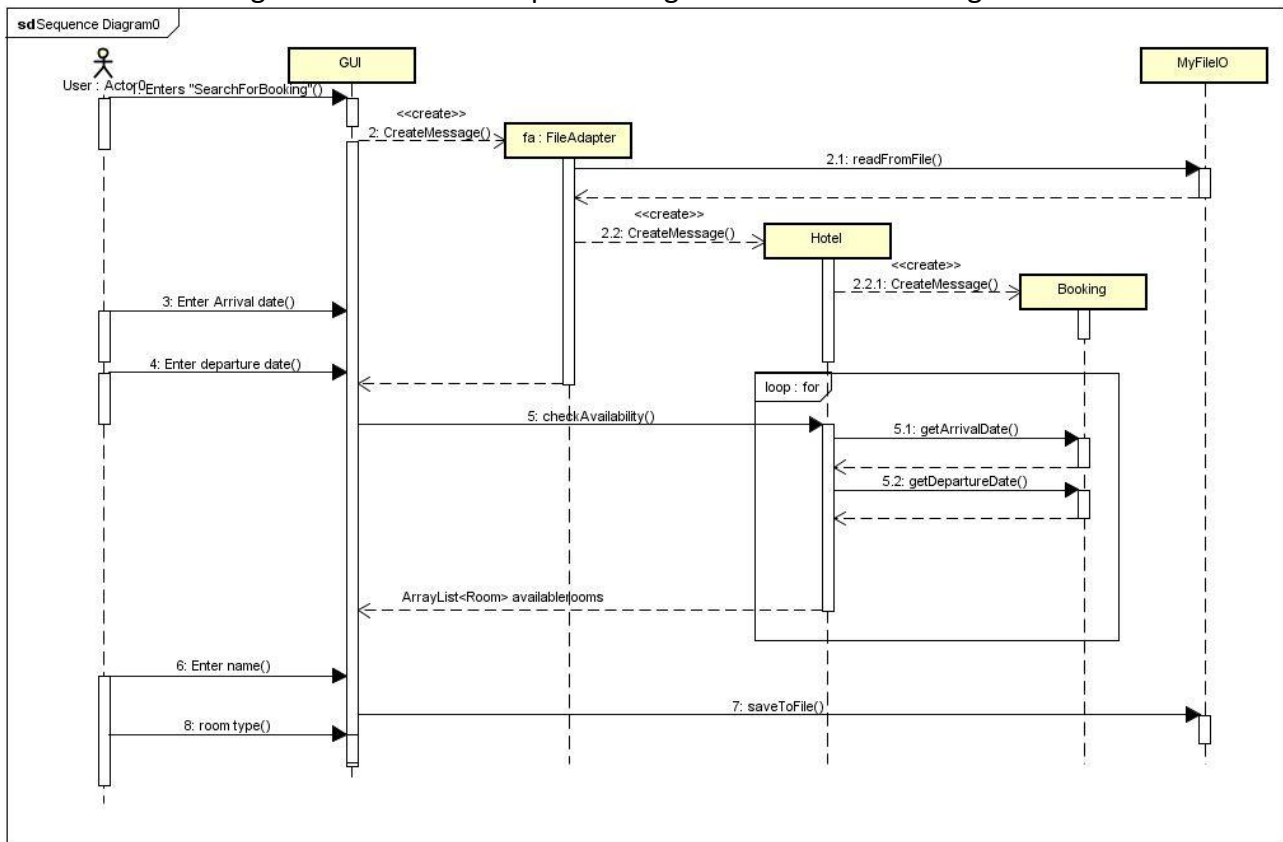 sd Sequence Diagram0
GUI
MyFileIO
User : Actor0
1: Enters "SearchForBooking"()
<<create>>
2: CreateMessage()
fa : FileAdapter
2.1: readFromFile()
<<create>>
2.2: CreateMessage()
Hotel
<<create>>
2.2.1: CreateMessage()
Booking
3: Enter Arrival date()
4: Enter departure date()
loop : for
5: checkAvailability()
5.1: getArrivalDate()
5.2: getDepartureDate()
ArrayList<Room> availablerooms
6: Enter name()
7: saveToFile()
8: room type()